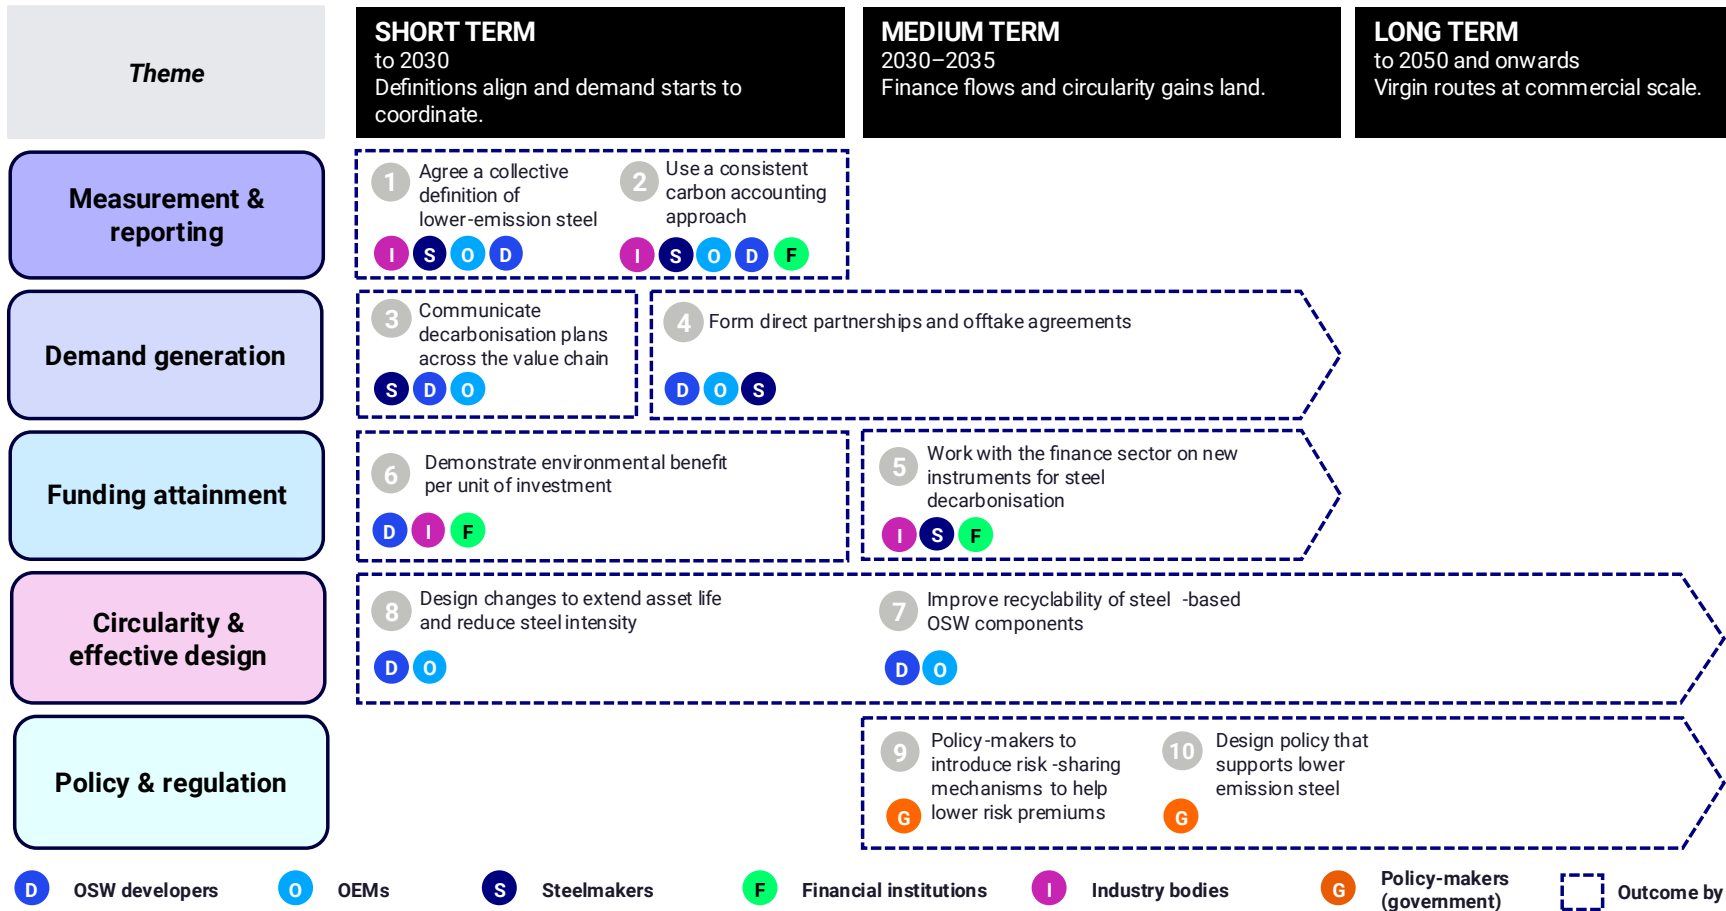 Theme
SHORT TERM
to 2030
Definitions align and demand starts to
coordinate.
MEDIUM TERM
2030–2035
Finance flows and circularity gains land.
LONG TERM
to 2050 and onwards
Virgin routes at commercial scale.
Measurement &
reporting
1
Agree a collective
definition of
lower-emission steel
I S O D
2
Use a consistent
carbon accounting
approach
I S O D F
Demand generation
3
Communicate
decarbonisation plans
across the value chain
S D O
4
Form direct partnerships and offtake agreements
D O S
Funding attainment
6
Demonstrate environmental benefit
per unit of investment
D I F
5
Work with the finance sector on new
instruments for steel
decarbonisation
I S F
Circularity &
effective design
8
Design changes to extend asset life
and reduce steel intensity
D O
7
Improve recyclability of steel -based
OSW components
D O
Policy & regulation
9
Policy-makers to
introduce risk -sharing
mechanisms to help
lower risk premiums
G
10
Design policy that
supports lower
emission steel
G
D OSW developers
O OEMs
S Steelmakers
F Financial institutions
I Industry bodies
G Policy-makers
(government)
Outcome by